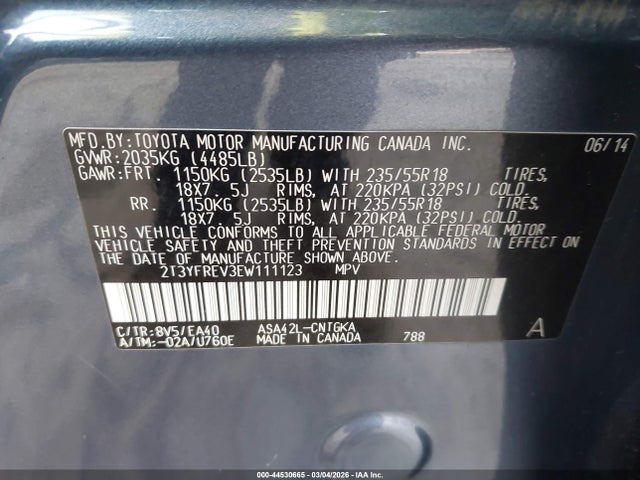 MFD.BY:TOYOTA MOTOR MANUFACTURING CANADA INC. 06/14
GVWR:2035KG (4485LB)
GAWR:FRT. 1150KG (2535LB) WITH 235/55R18 TIRES,
18X7. 5J RIMS, AT 220KPA (32PSI) COLD.
RR. 1150KG (2535LB) WITH 235/55R18 TIRES,
18X7. 5J RIMS, AT 220KPA (32PSI) COLD.
THIS VEHICLE CONFORMS TO ALL APPLICABLE FEDERAL MOTOR
VEHICLE SAFETY AND THEFT PREVENTION STANDARDS IN EFFECT
ON THE DATE OF MANUFACTURE SHOWN ABOVE.
2T3YFREV3EW111123 MPV
C/TR:8V5/EA40 ASA42L-CNTGKA A
A/TM:-02A/U760E MADE IN CANADA 788
000-44530665 - 03/04/2026 - IAA Inc.